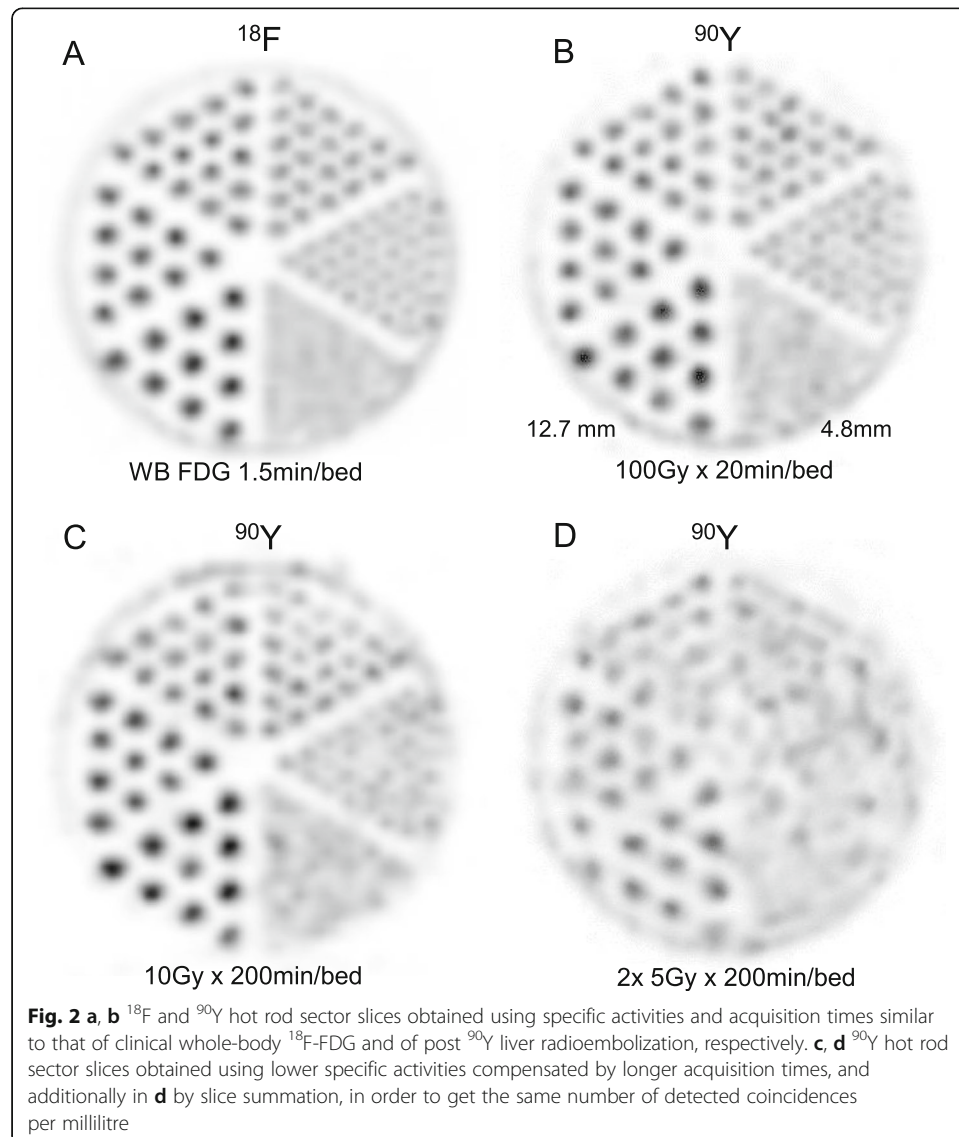 A
¹⁸F
B
⁹⁰Y
12.7 mm
4.8mm
WB FDG 1.5min/bed
100Gy x 20min/bed
C
⁹⁰Y
D
⁹⁰Y
10Gy x 200min/bed
2x 5Gy x 200min/bed
Fig. 2 a, b ¹⁸F and ⁹⁰Y hot rod sector slices obtained using specific activities and acquisition times similar
to that of clinical whole-body ¹⁸F-FDG and of post ⁹⁰Y liver radioembolization, respectively. c, d ⁹⁰Y hot rod
sector slices obtained using lower specific activities compensated by longer acquisition times, and
additionally in d by slice summation, in order to get the same number of detected coincidences
per millilitre